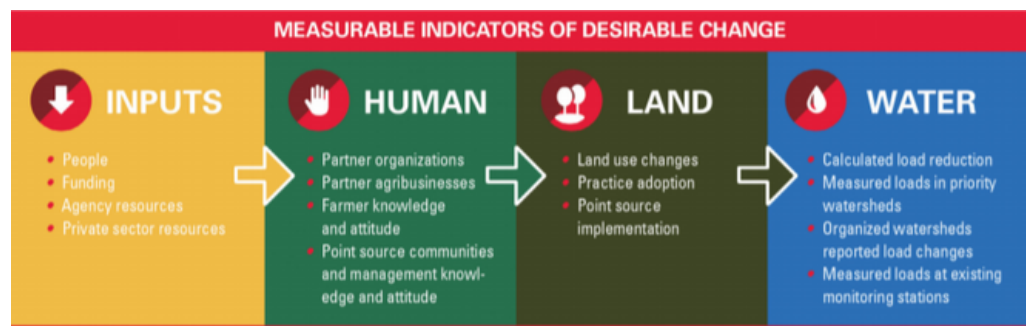 MEASURABLE INDICATORS OF DESIRABLE CHANGE
INPUTS
• People
• Funding
• Agency resources
• Private sector resources
HUMAN
• Partner organizations
• Partner agribusinesses
• Farmer knowledge
and attitude
• Point source communities
and management knowl-
edge and attitude
LAND
• Land use changes
• Practice adoption
• Point source
implementation
WATER
• Calculated load reduction
• Measured loads in priority
watersheds
• Organized watersheds
reported load changes
• Measured loads at existing
monitoring stations